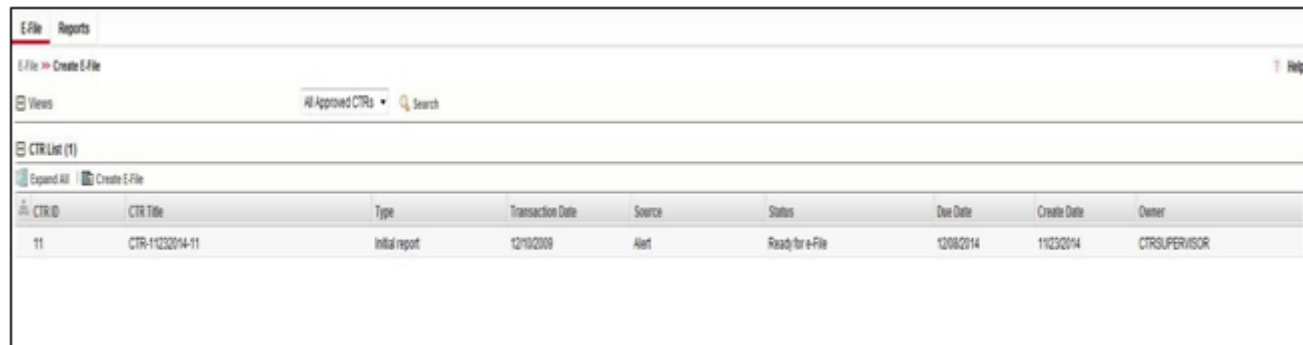 E-File Reports
E-File >> Create E-File ? Help
Views All Approved CTRs Search
CTR List (1)
Expand All Create E-File
CTR ID CTR Title Type Transaction Date Source Status Due Date Create Date Owner
11 CTR-11232014-11 Initial report 12/10/2009 Alert Ready for e-File 12/08/2014 11/23/2014 CTRSUPERVISOR